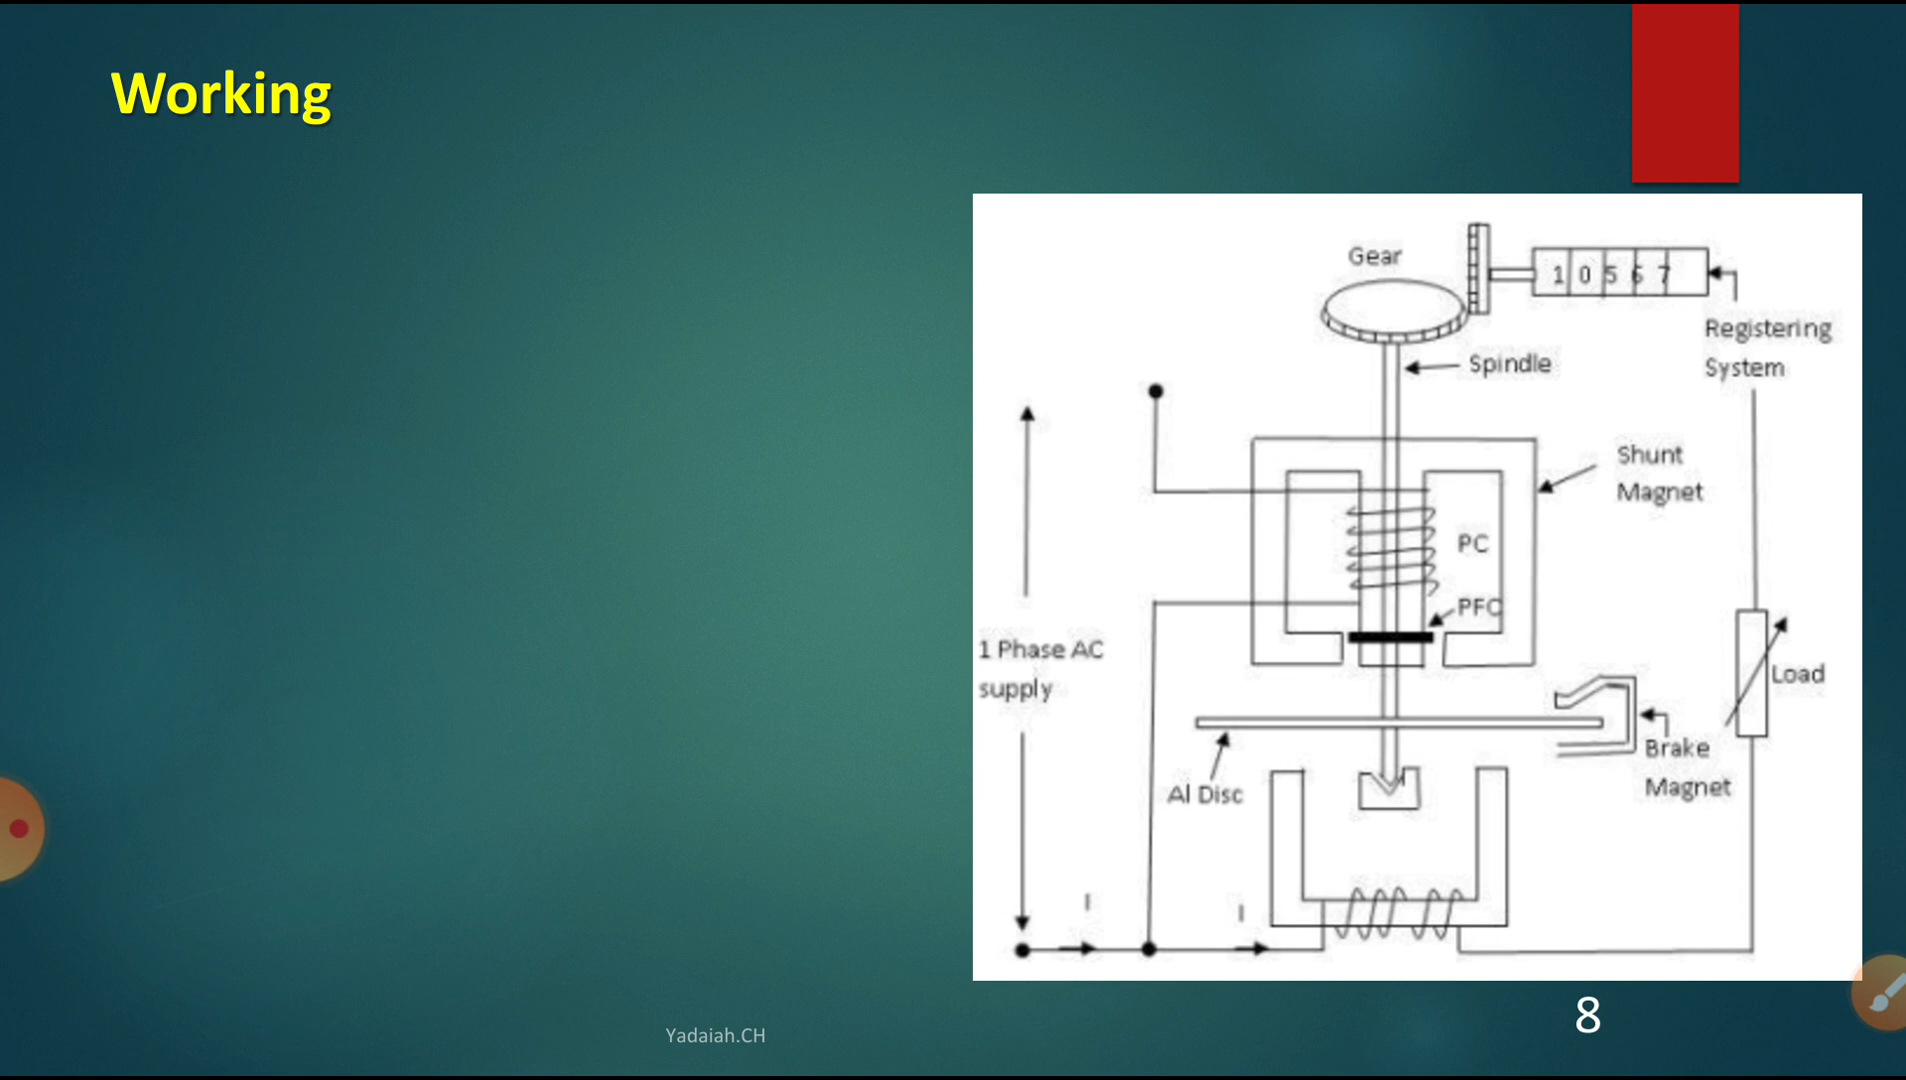 Working
Gear
1 0 5 6 7
Registering
System
Spindle
Shunt
Magnet
PC
PFC
1 Phase AC
supply
Load
Brake
Magnet
Al Disc
I
I
8
Yadaiah.CH